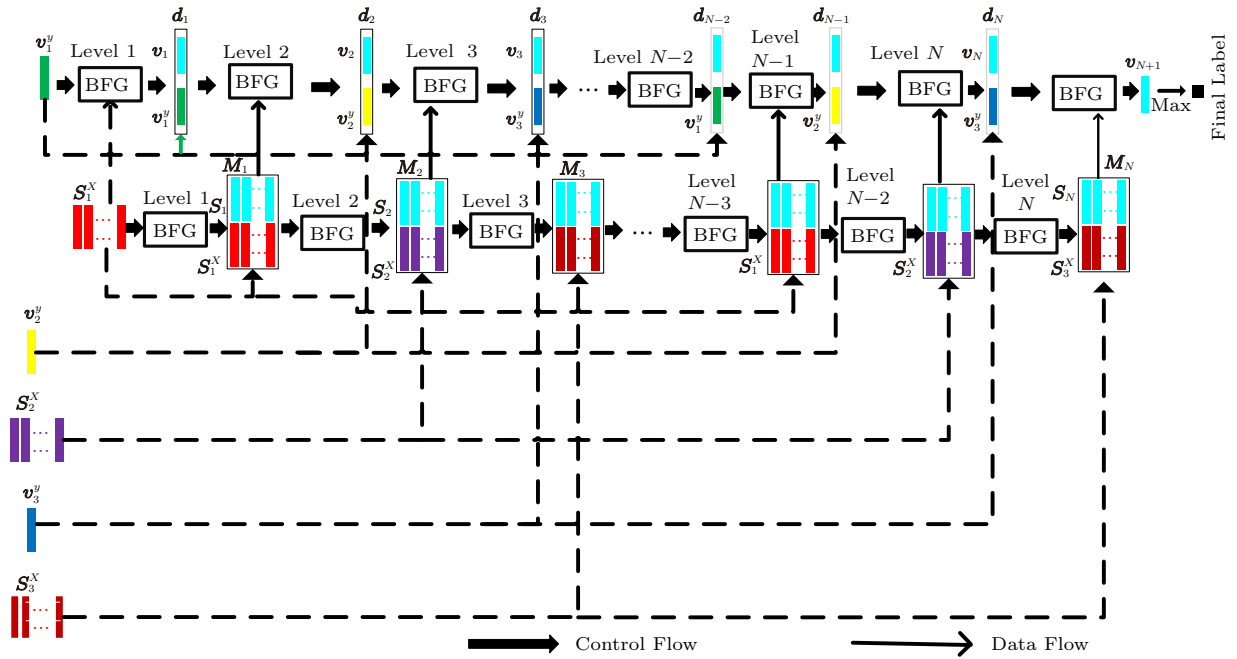 d_1 d_2 d_3 d_{N−2} d_{N−1} d_N
v_1^y Level 1 v_1 Level 2 v_2 Level 3 v_3 Level N−2 Level N−1 Level N v_N v_{N+1}
BFG BFG BFG ... BFG BFG BFG BFG Max Final Label
v_1^y v_2^y v_3^y v_1^y v_2^y v_3^y
M_1 M_2 M_3 M_N
S_1^X Level 1 S_1 Level 2 S_2 Level 3 Level N−3 Level N−2 Level N S_N
BFG BFG BFG ... BFG BFG BFG
S_1^X S_2^X S_1^X S_2^X S_3^X
v_2^y
S_2^X
v_3^y
S_3^X
Control Flow Data Flow